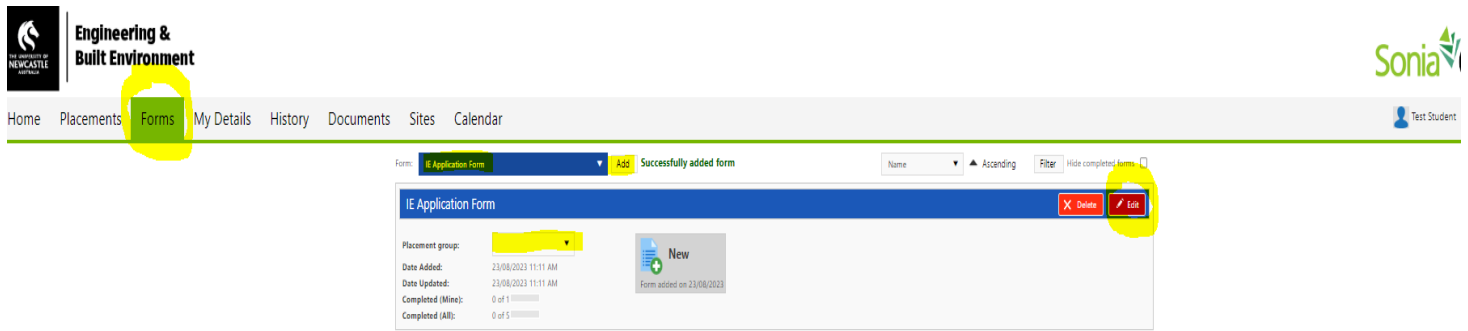 THE UNIVERSITY OF
NEWCASTLE
AUSTRALIA
Engineering &
Built Environment
Sonia
Home Placements Forms My Details History Documents Sites Calendar
Test Student
Form: IE Application Form Add Successfully added form Name Ascending Filter Hide completed forms
IE Application Form Delete Edit
Placement group:
Date Added: 23/08/2023 11:11 AM
Date Updated: 23/08/2023 11:11 AM
Completed (Mine): 0 of 1
Completed (All): 0 of 5
New
Form added on 23/08/2023